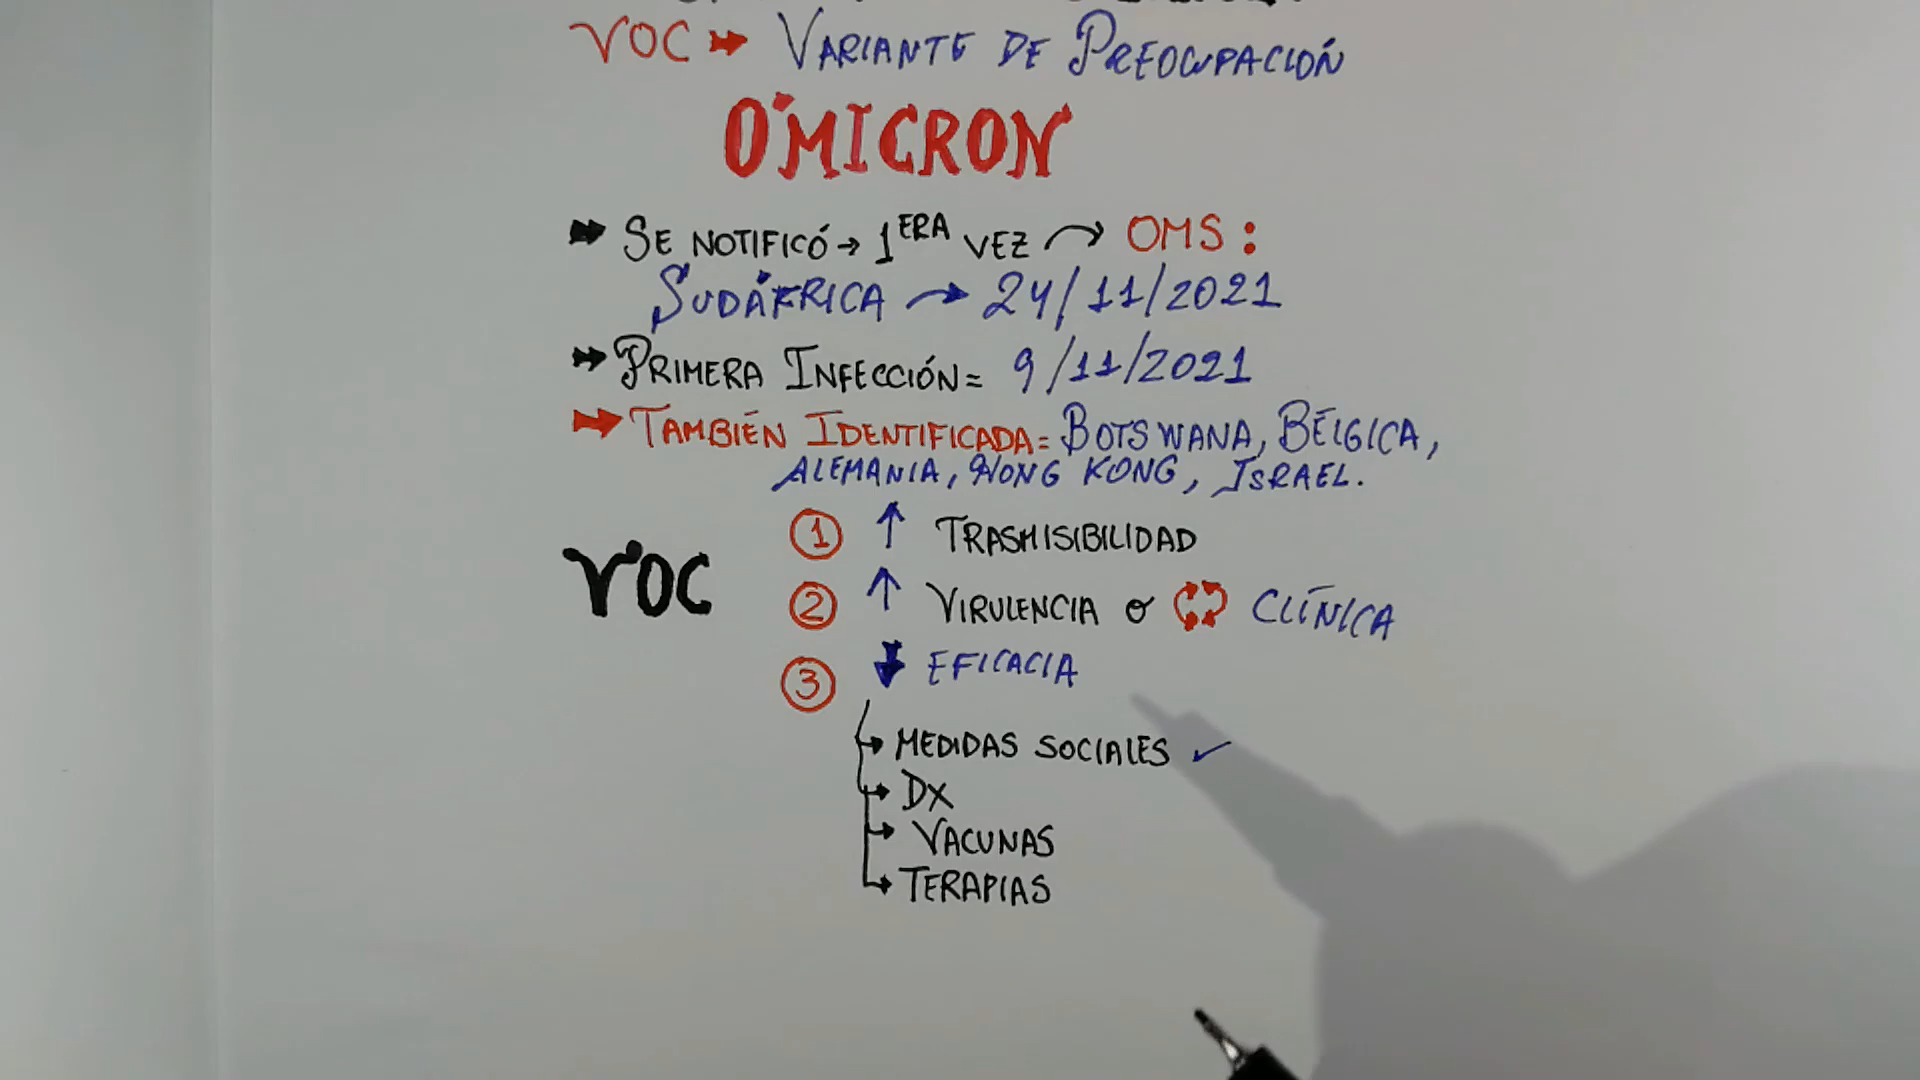 VOC → VARIANTE DE PREOCUPACIÓN
ÓMICRON
→ SE NOTIFICÓ → 1ERA VEZ → OMS :
SUDÁFRICA → 24/11/2021
→ PRIMERA INFECCIÓN = 9/11/2021
→ TAMBIÉN IDENTIFICADA = BOTSWANA, BÉLGICA,
ALEMANIA, HONG KONG, ISRAEL.
VOC
① ↑ TRASMISIBILIDAD
② ↑ VIRULENCIA O CLÍNICA
③ ↓ EFICACIA
→ MEDIDAS SOCIALES ✓
→ DX
→ VACUNAS
→ TERAPIAS